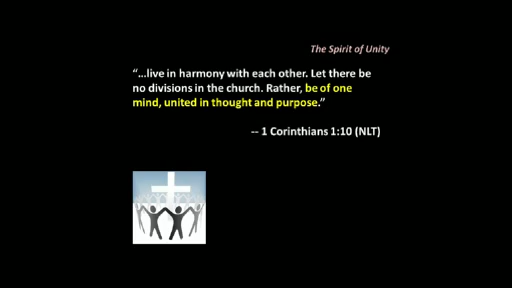 The Spirit of Unity
“…live in harmony with each other. Let there be
no divisions in the church. Rather, be of one
mind, united in thought and purpose.”
-- 1 Corinthians 1:10 (NLT)